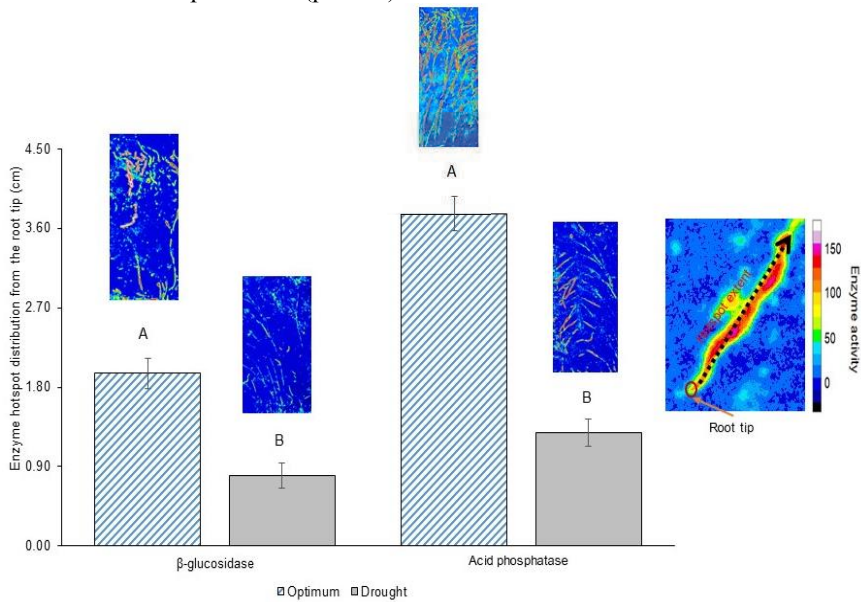 A
A
B
B
4.50
3.60
2.70
1.80
0.90
0.00
Enzyme hotspot distribution from the root tip (cm)
β-glucosidase
Acid phosphatase
Optimum
Drought
extent
Root tip
150
100
50
0
Enzyme activity